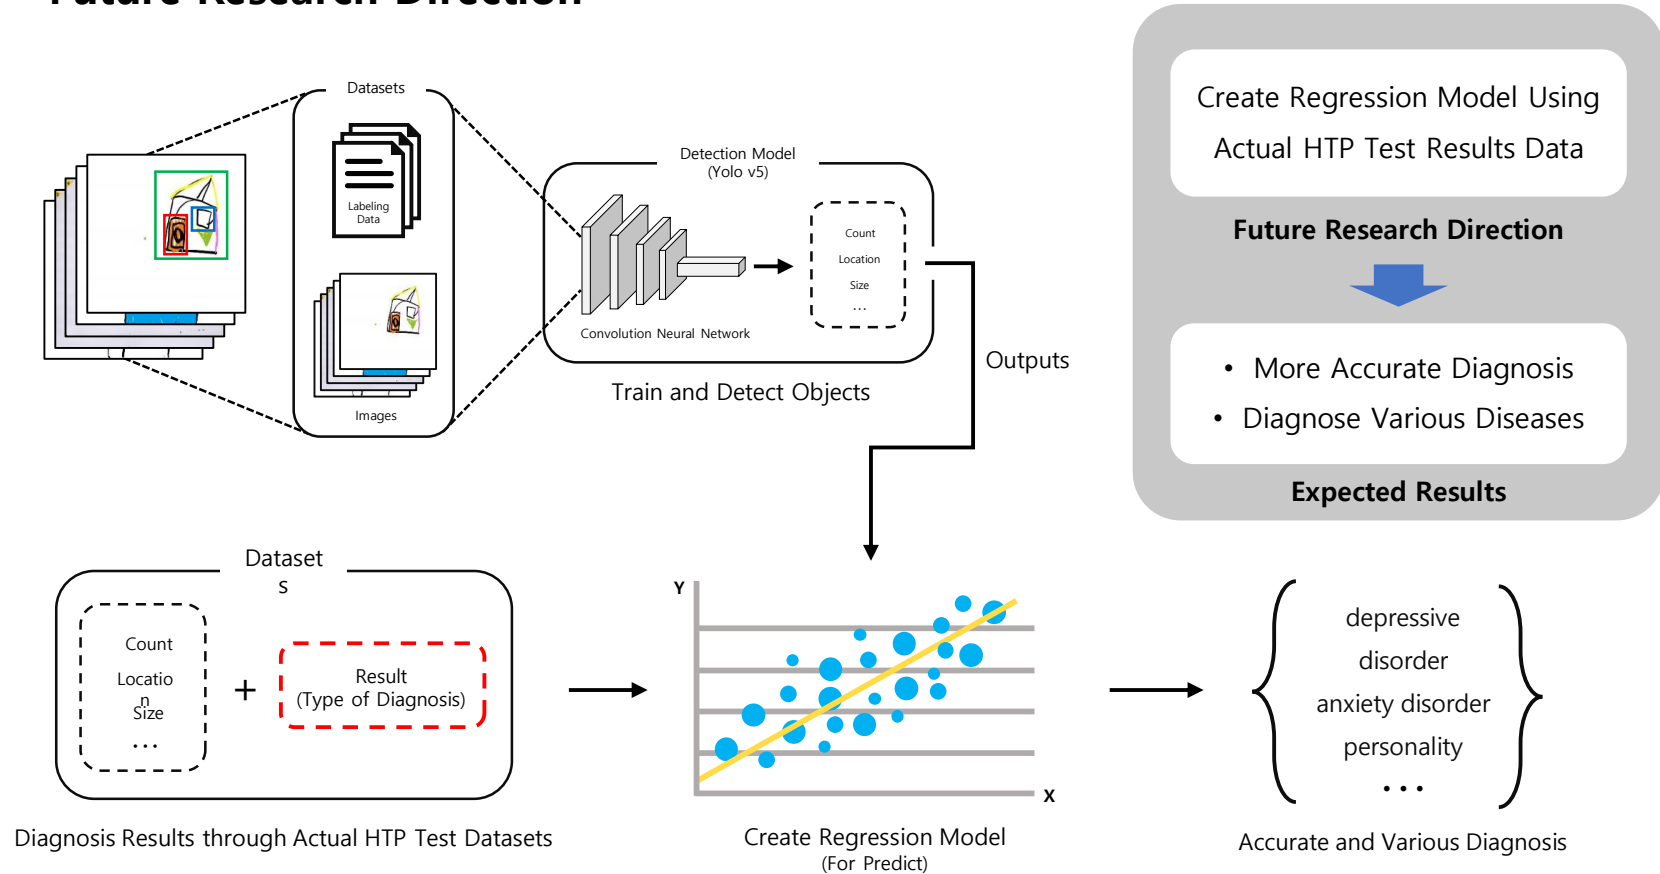 Future Research Direction
Datasets
Labeling
Data
Images
Detection Model
(Yolo v5)
Convolution Neural Network
Count
Location
Size
...
Train and Detect Objects
Outputs
Create Regression Model Using
Actual HTP Test Results Data
Future Research Direction
• More Accurate Diagnosis
• Diagnose Various Diseases
Expected Results
Dataset
s
Count
Locatio
n
Size
...
+
Result
(Type of Diagnosis)
Diagnosis Results through Actual HTP Test Datasets
Y
X
Create Regression Model
(For Predict)
depressive
disorder
anxiety disorder
personality
...
Accurate and Various Diagnosis